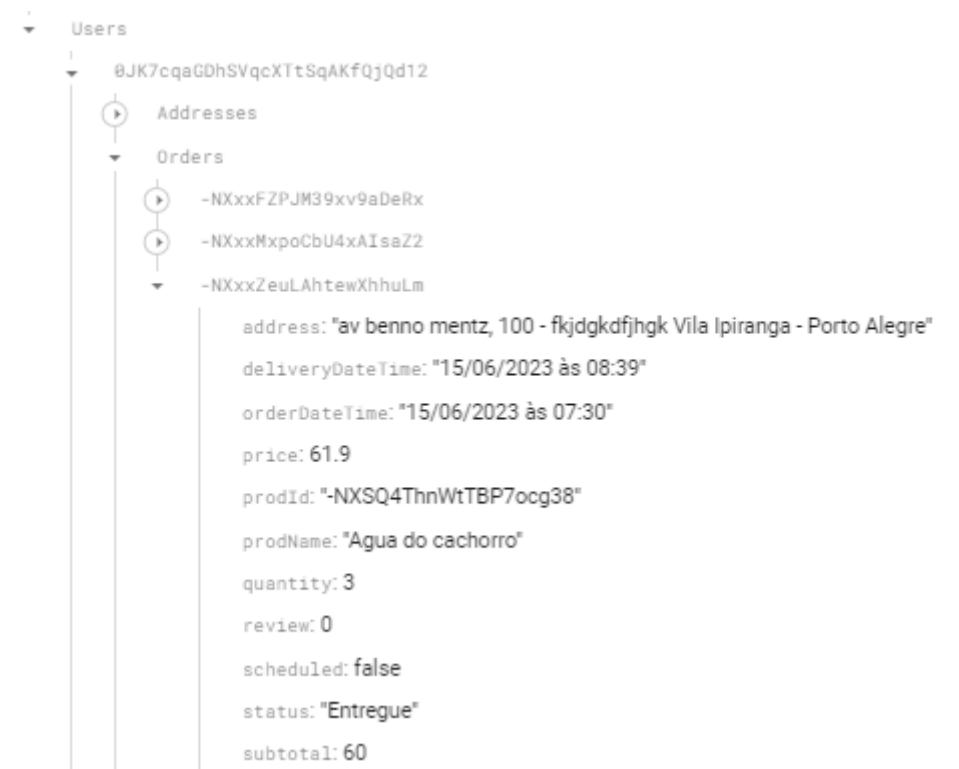 Users
0JK7cqaGDhSVqcXTtSqAKfQjQd12
Addresses
Orders
-NXxxFZPJM39xv9aDeRx
-NXxxMxpoCbU4xAIsaZ2
-NXxxZeuLAhtewXhhuLm
address: "av benno mentz, 100 - fkjdgkdfjhgk Vila Ipiranga - Porto Alegre"
deliveryDateTime: "15/06/2023 às 08:39"
orderDateTime: "15/06/2023 às 07:30"
price: 61.9
prodId: "-NXSQ4ThnWtTBP7ocg38"
prodName: "Agua do cachorro"
quantity: 3
review: 0
scheduled: false
status: "Entregue"
subtotal: 60